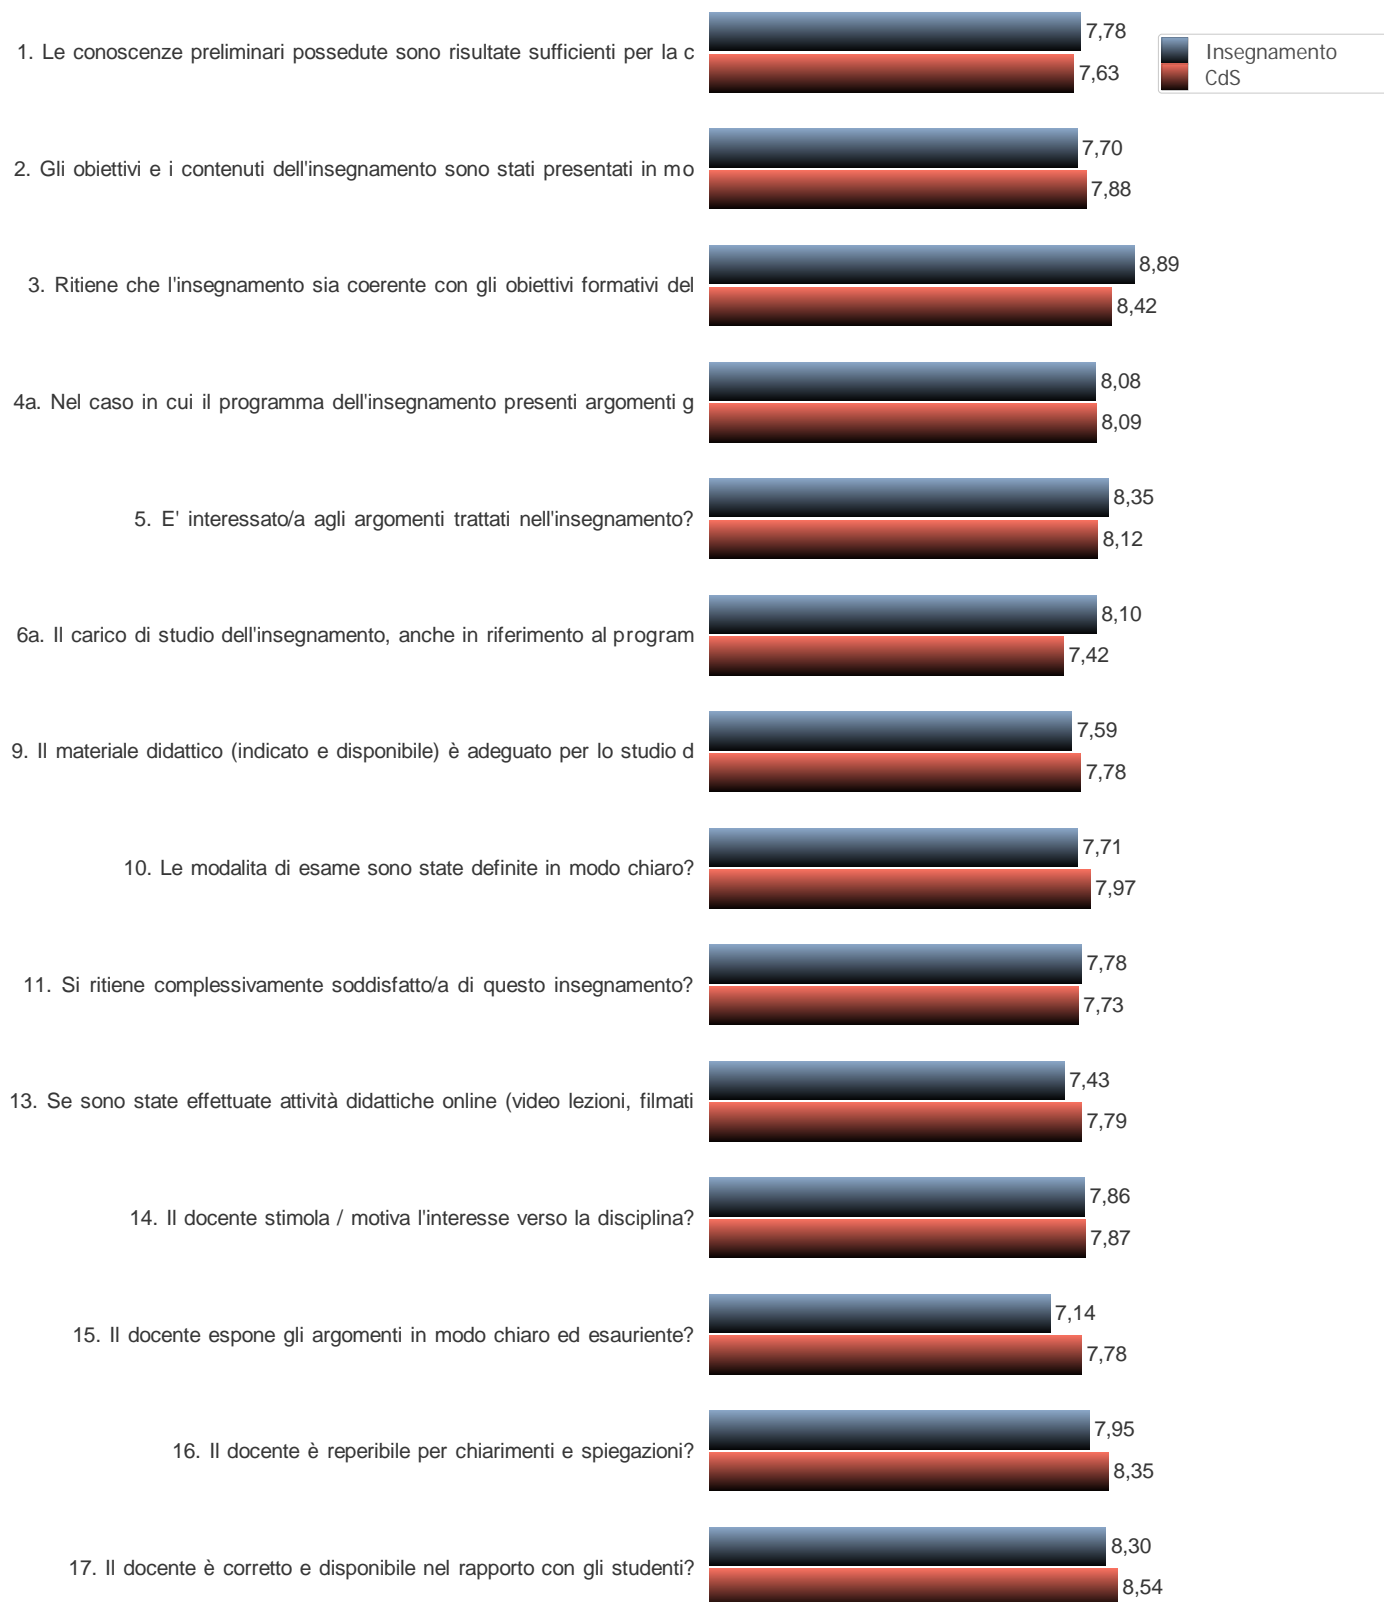 1. Le conoscenze preliminari possedute sono risultate sufficienti per la c
7,78
7,63
Insegnamento
CdS
2. Gli obiettivi e i contenuti dell'insegnamento sono stati presentati in mo
7,70
7,88
3. Ritiene che l'insegnamento sia coerente con gli obiettivi formativi del
8,89
8,42
4a. Nel caso in cui il programma dell'insegnamento presenti argomenti g
8,08
8,09
5. E' interessato/a agli argomenti trattati nell'insegnamento?
8,35
8,12
6a. Il carico di studio dell'insegnamento, anche in riferimento al program
8,10
7,42
9. Il materiale didattico (indicato e disponibile) è adeguato per lo studio d
7,59
7,78
10. Le modalita di esame sono state definite in modo chiaro?
7,71
7,97
11. Si ritiene complessivamente soddisfatto/a di questo insegnamento?
7,78
7,73
13. Se sono state effettuate attività didattiche online (video lezioni, filmati
7,43
7,79
14. Il docente stimola / motiva l'interesse verso la disciplina?
7,86
7,87
15. Il docente espone gli argomenti in modo chiaro ed esauriente?
7,14
7,78
16. Il docente è reperibile per chiarimenti e spiegazioni?
7,95
8,35
17. Il docente è corretto e disponibile nel rapporto con gli studenti?
8,30
8,54